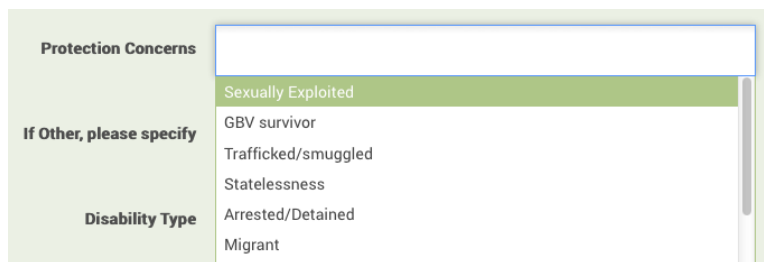 Protection Concerns
Sexually Exploited
GBV survivor
If Other, please specify
Trafficked/smuggled
Statelessness
Disability Type
Arrested/Detained
Migrant